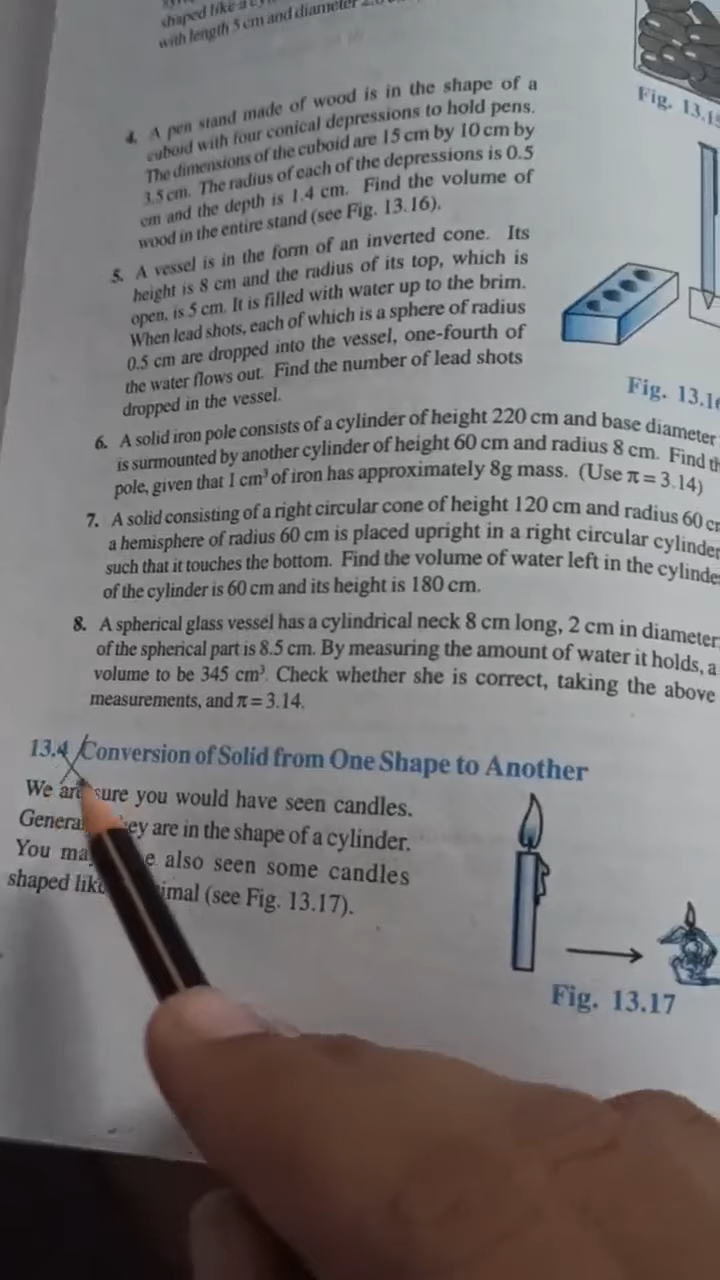 shaped like a
with length 5 cm and diameter
Fig. 13.15
4. A pen stand made of wood is in the shape of a
cuboid with four conical depressions to hold pens.
The dimensions of the cuboid are 15 cm by 10 cm by
3.5 cm. The radius of each of the depressions is 0.5
cm and the depth is 1.4 cm. Find the volume of
wood in the entire stand (see Fig. 13.16).
5. A vessel is in the form of an inverted cone. Its
height is 8 cm and the radius of its top, which is
open, is 5 cm. It is filled with water up to the brim.
When lead shots, each of which is a sphere of radius
0.5 cm are dropped into the vessel, one-fourth of
the water flows out. Find the number of lead shots
dropped in the vessel.
Fig. 13.16
6. A solid iron pole consists of a cylinder of height 220 cm and base diameter
is surmounted by another cylinder of height 60 cm and radius 8 cm. Find th
pole, given that 1 cm³ of iron has approximately 8g mass. (Use π = 3.14)
7. A solid consisting of a right circular cone of height 120 cm and radius 60 cm
a hemisphere of radius 60 cm is placed upright in a right circular cylinder
such that it touches the bottom. Find the volume of water left in the cylinde
of the cylinder is 60 cm and its height is 180 cm.
8. A spherical glass vessel has a cylindrical neck 8 cm long, 2 cm in diameter;
of the spherical part is 8.5 cm. By measuring the amount of water it holds, a
volume to be 345 cm³. Check whether she is correct, taking the above
measurements, and π = 3.14.
13.4 Conversion of Solid from One Shape to Another
We are sure you would have seen candles.
Genera ey are in the shape of a cylinder.
You ma e also seen some candles
shaped lik imal (see Fig. 13.17).
Fig. 13.17